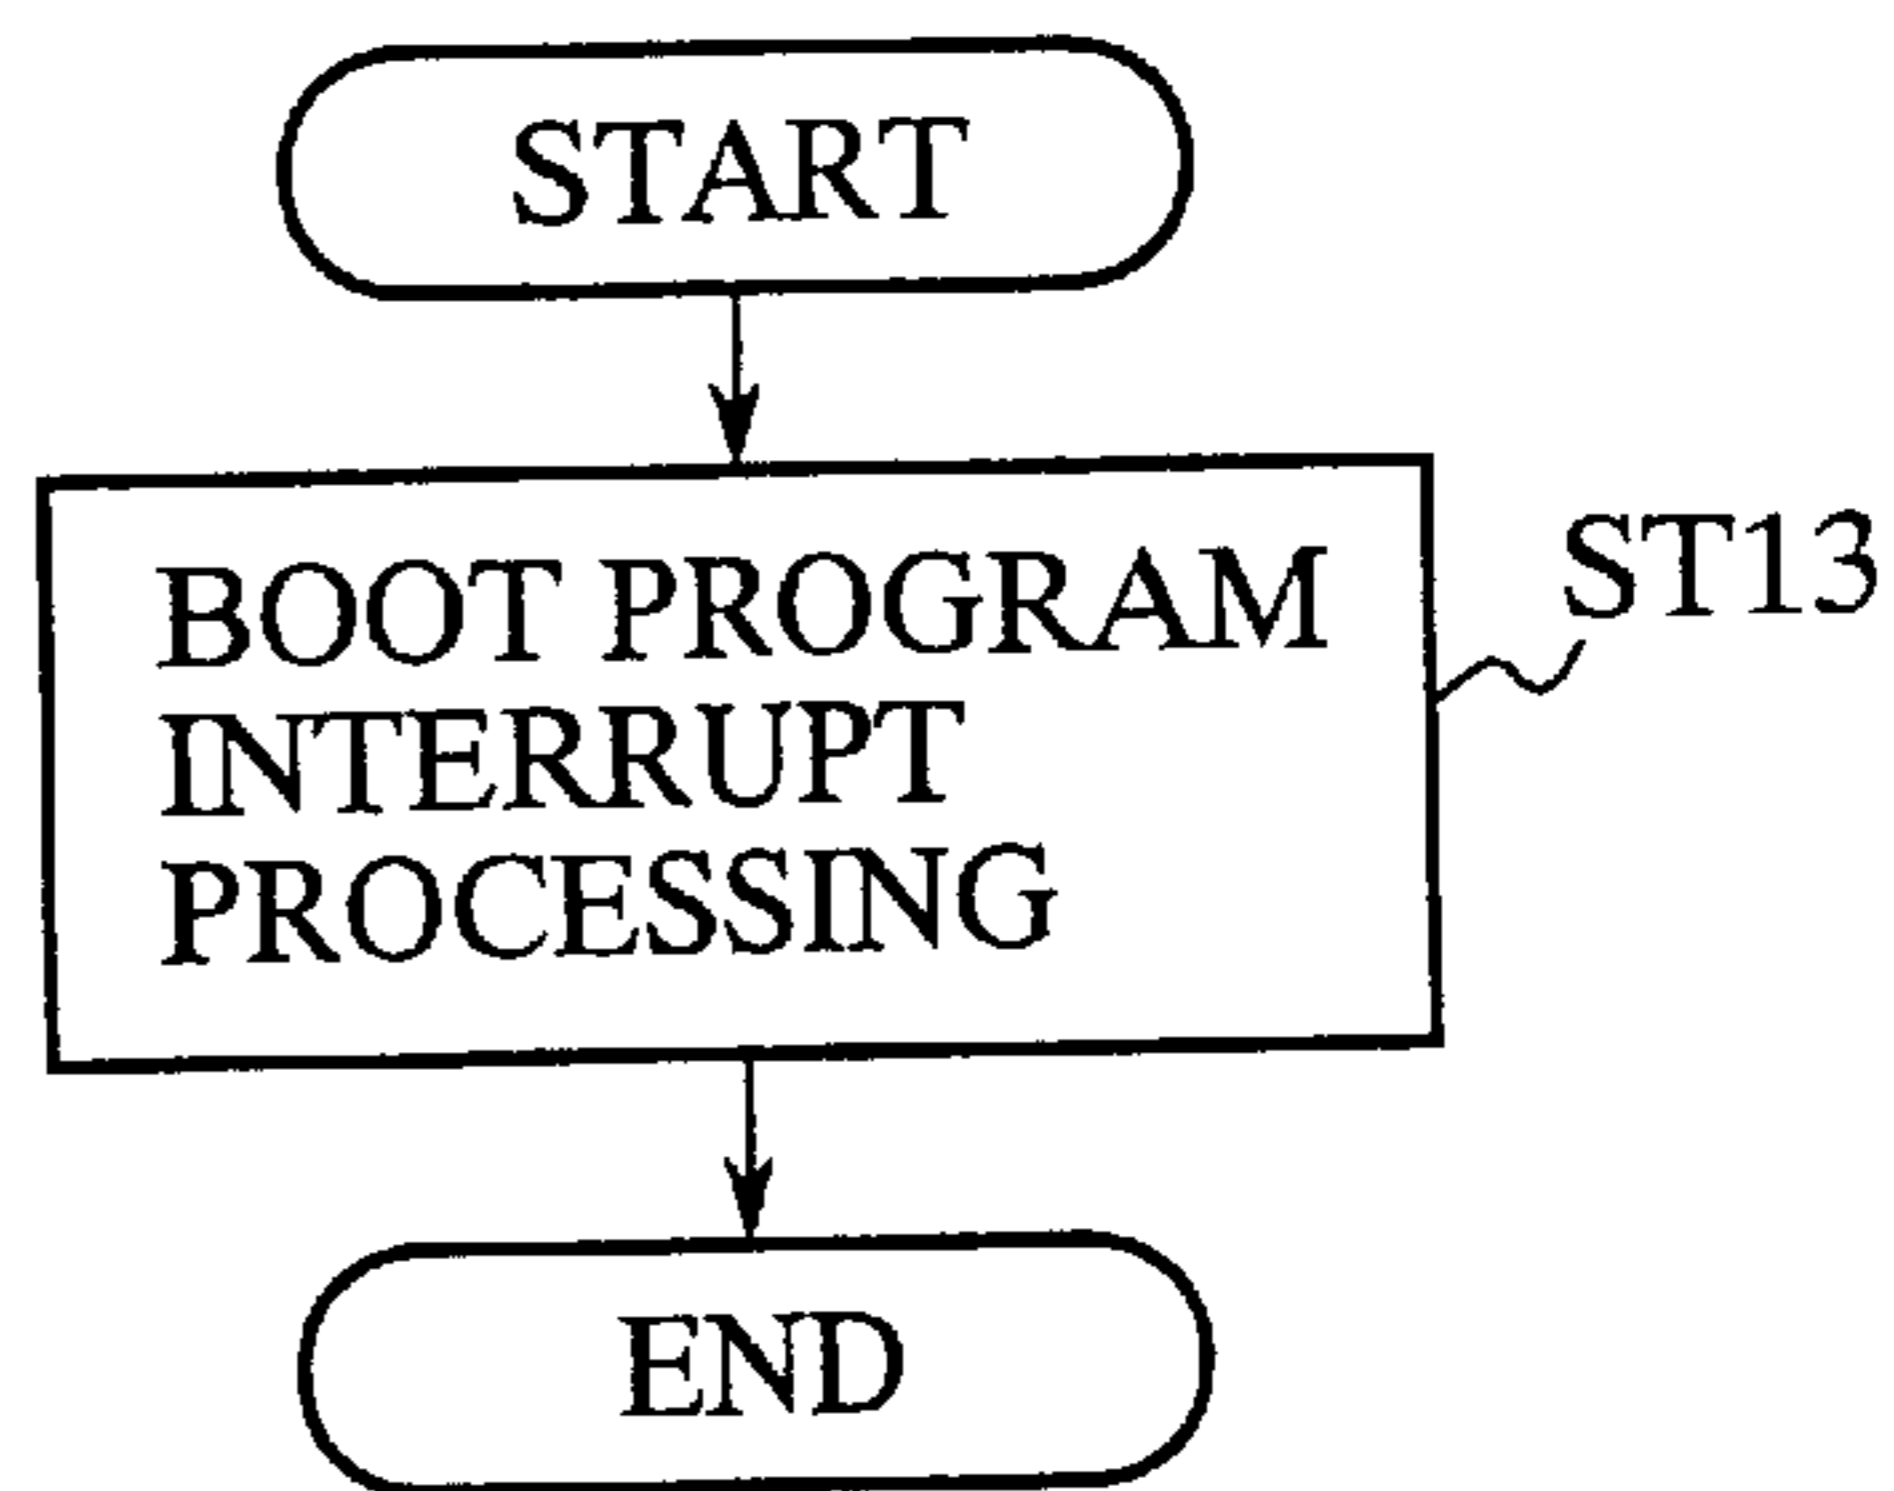 START
BOOT PROGRAM
INTERRUPT
PROCESSING
ST13
END